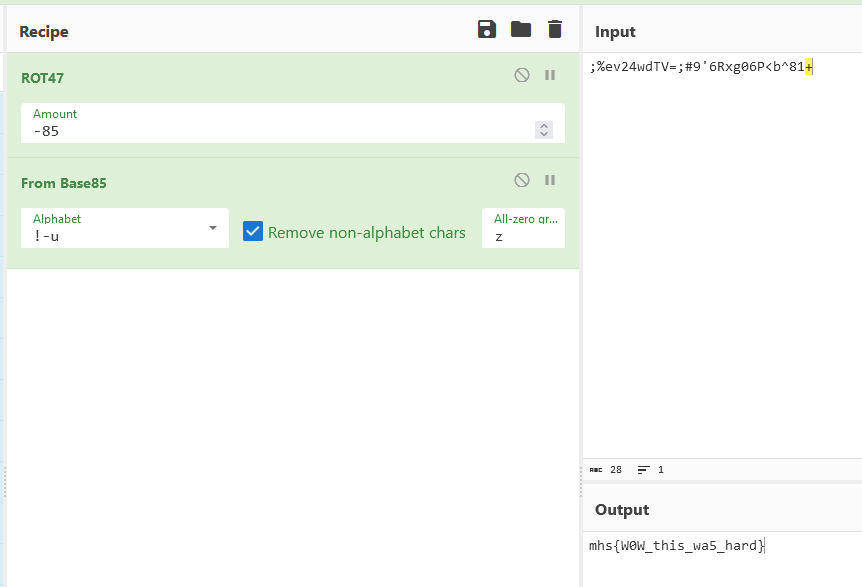 Recipe
ROT47
Amount
-85
From Base85
Alphabet
!-u
Remove non-alphabet chars
All-zero gr...
z
Input
;%ev24wdTV=;#9'6Rxg06P<b^81+
ABC 28 1
Output
mhs{W0W_this_wa5_hard}